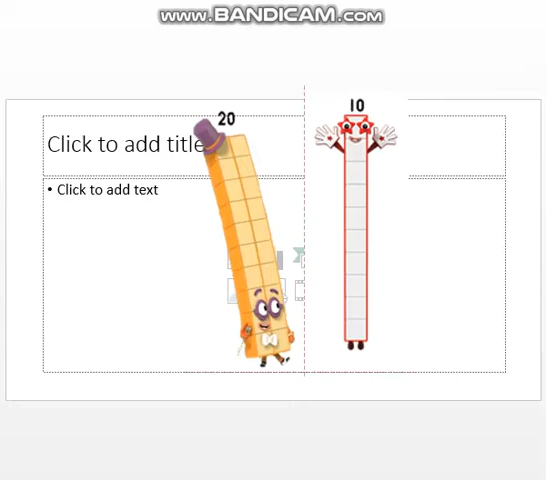 www.BANDICAM.com
20
10
Click to add title
• Click to add text